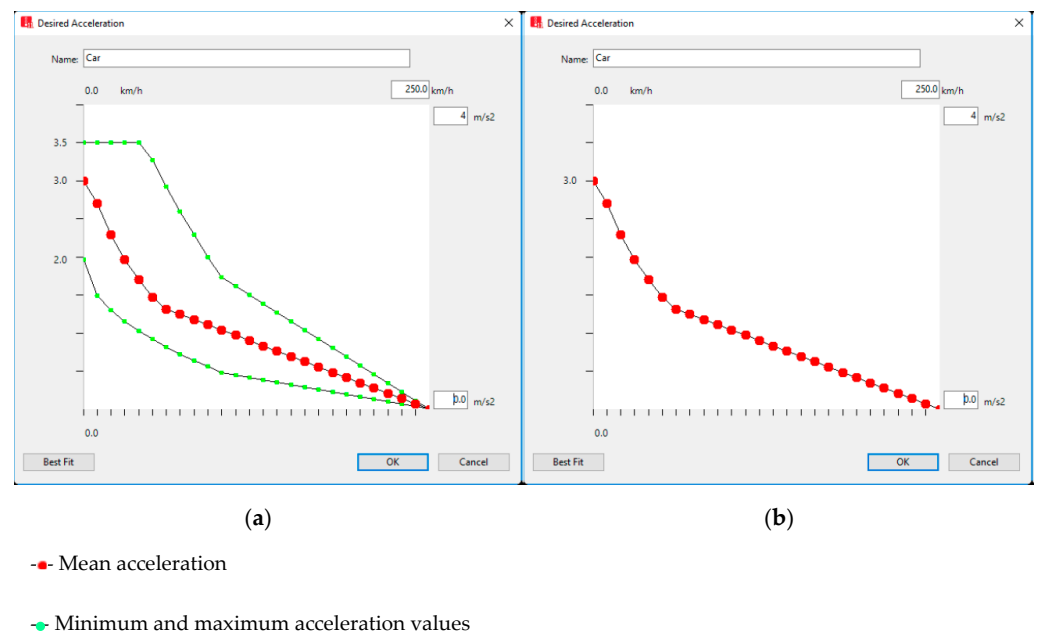 Desired Acceleration
Name: Car
0.0 km/h 250.0 km/h
4 m/s2
3.5
3.0
2.0
0.0 m/s2
0.0
Best Fit OK Cancel
Desired Acceleration
Name: Car
0.0 km/h 250.0 km/h
4 m/s2
3.0
0.0 m/s2
0.0
Best Fit OK Cancel
(a) (b)
Mean acceleration
Minimum and maximum acceleration values